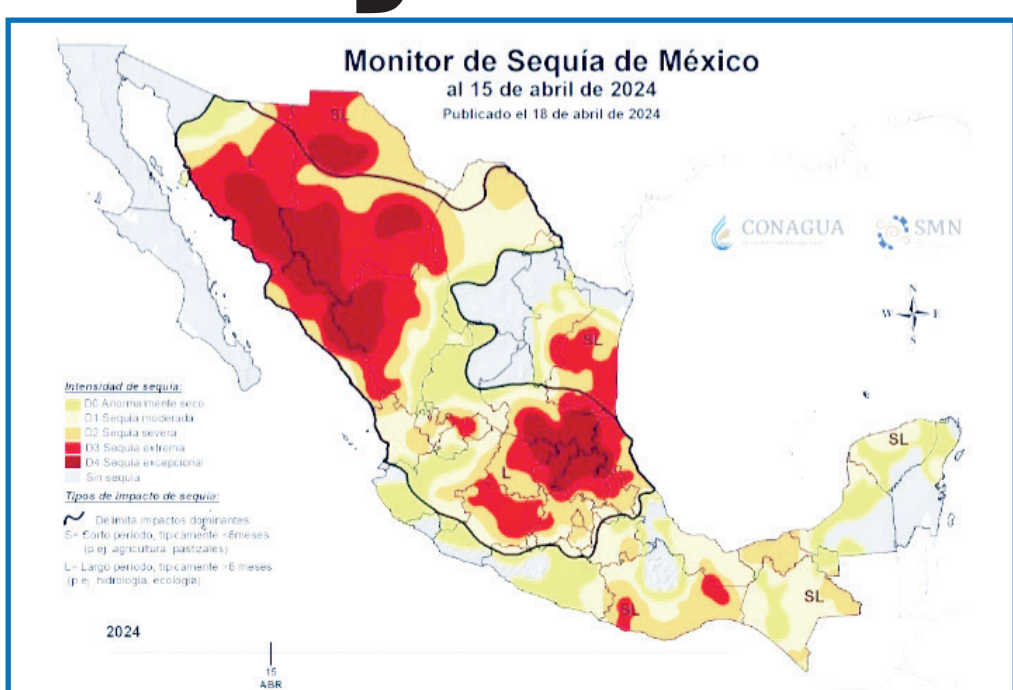 Monitor de Sequía de México
al 15 de abril de 2024
Publicado el 18 de abril de 2024
SL
L
CONAGUA
SMN
N
W E
S
SL
Intensidad de sequía:
D0 Anormalmente seco
D1 Sequía moderada
D2 Sequía severa
D3 Sequía extrema
D4 Sequía excepcional
Sin sequía
SL
L
Tipos de impacto de sequía:
Delimita impactos dominantes
S= Corto periodo, típicamente <6meses
(p.ej. agricultura, pastizales)
L= Largo periodo, típicamente >6 meses
(p.ej. hidrología, ecología)
SL
SL
2024
15
ABR